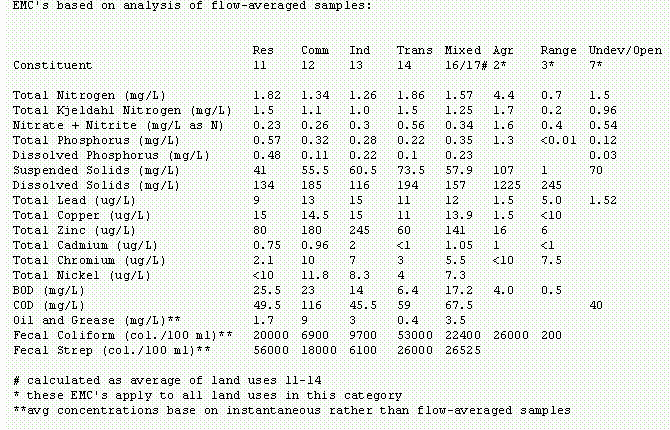 EMC's based on analysis of flow-averaged samples:
Res Comm Ind Trans Mixed Agr Range Undev/Open
Constituent 11 12 13 14 16/17# 2* 3* 7*
Total Nitrogen (mg/L) 1.82 1.34 1.26 1.86 1.57 4.4 0.7 1.5
Total Kjeldahl Nitrogen (mg/L) 1.5 1.1 1.0 1.5 1.25 1.7 0.2 0.96
Nitrate + Nitrite (mg/L as N) 0.23 0.26 0.3 0.56 0.34 1.6 0.4 0.54
Total Phosphorus (mg/L) 0.57 0.32 0.28 0.22 0.35 1.3 <0.01 0.12
Dissolved Phosphorus (mg/L) 0.48 0.11 0.22 0.1 0.23 0.03
Suspended Solids (mg/L) 41 55.5 60.5 73.5 57.9 107 1 70
Dissolved Solids (mg/L) 134 185 116 194 157 1225 245
Total Lead (ug/L) 9 13 15 11 12 1.5 5.0 1.52
Total Copper (ug/L) 15 14.5 15 11 13.9 1.5 <10
Total Zinc (ug/L) 80 180 245 60 141 16 6
Total Cadmium (ug/L) 0.75 0.96 2 <1 1.05 1 <1
Total Chromium (ug/L) 2.1 10 7 3 5.5 <10 7.5
Total Nickel (ug/L) <10 11.8 8.3 4 7.3
BOD (mg/L) 25.5 23 14 6.4 17.2 4.0 0.5
COD (mg/L) 49.5 116 45.5 59 67.5 40
Oil and Grease (mg/L)** 1.7 9 3 0.4 3.5
Fecal Coliform (col./100 ml)** 20000 6900 9700 53000 22400 26000 200
Fecal Strep (col./100 ml)** 56000 18000 6100 26000 26525
# calculated as average of land uses 11-14
* these EMC's apply to all land uses in this category
**avg concentrations base on instantaneous rather than flow-averaged samples